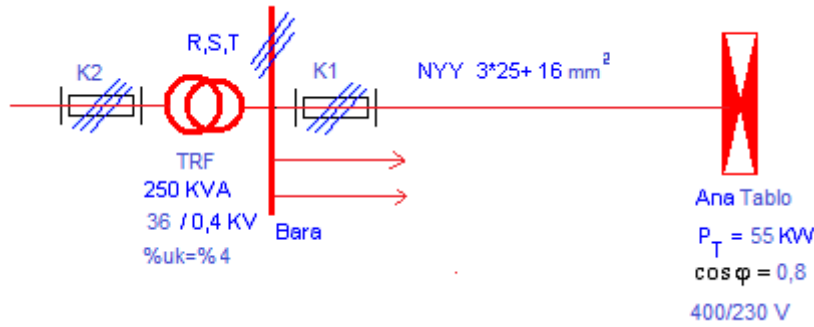 R,S,T
K2
K1
NYY 3*25+ 16 mm²
TRF
250 KVA
36 / 0,4 KV
%uk=%4
Bara
Ana Tablo
P_T = 55 KW
cosφ = 0,8
400/230 V